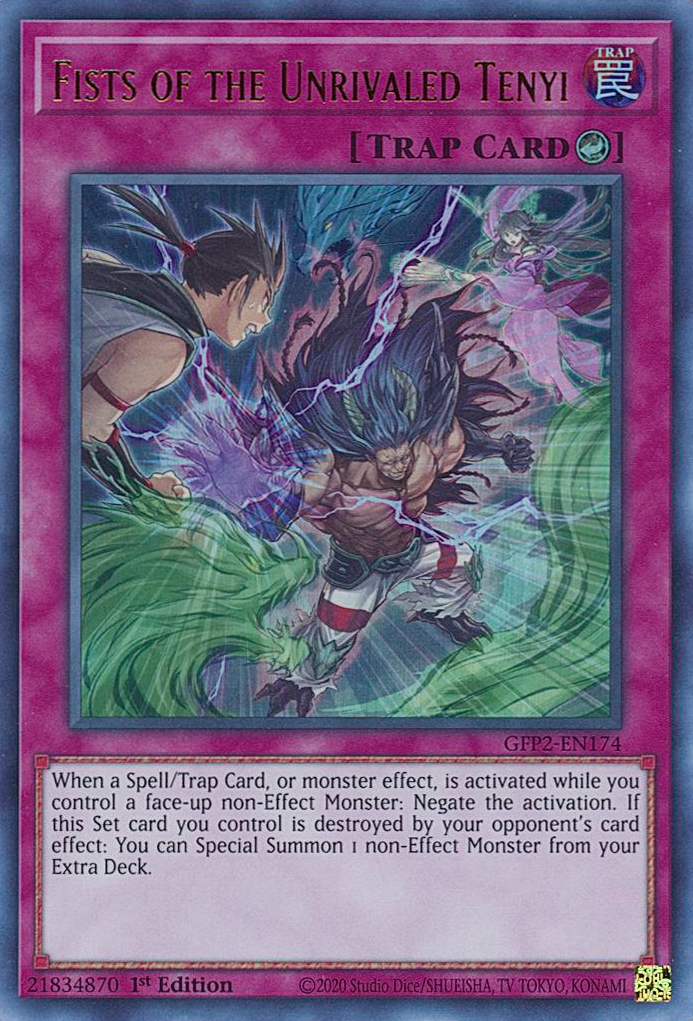 FISTS OF THE UNRIVALED TENYI
TRAP
罠
[TRAP CARD]
GFP2-EN174
When a Spell/Trap Card, or monster effect, is activated while you
control a face-up non-Effect Monster: Negate the activation. If
this Set card you control is destroyed by your opponent's card
effect: You can Special Summon 1 non-Effect Monster from your
Extra Deck.
21834870 1st Edition ©2020 Studio Dice/SHUEISHA, TV TOKYO, KONAMI